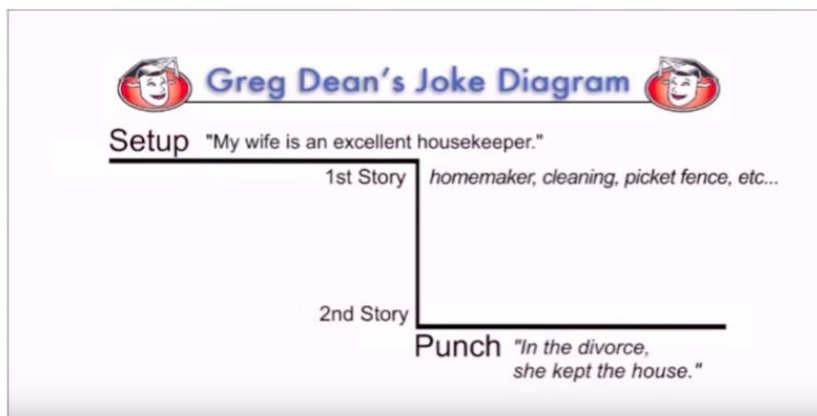 Greg Dean's Joke Diagram
Setup "My wife is an excellent housekeeper."
1st Story homemaker, cleaning, picket fence, etc...
2nd Story
Punch "In the divorce,
she kept the house."